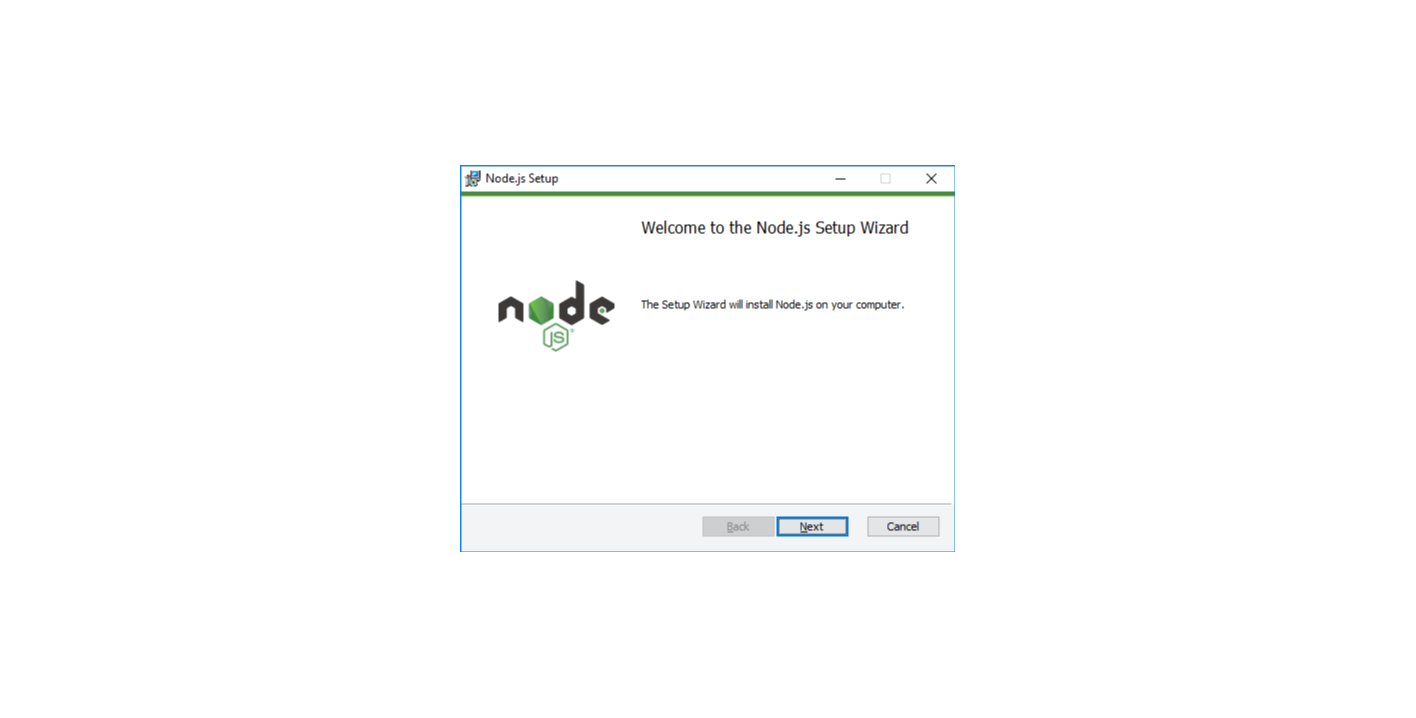 Node.js Setup
Welcome to the Node.js Setup Wizard
node
JS
The Setup Wizard will install Node.js on your computer.
Back
Next
Cancel